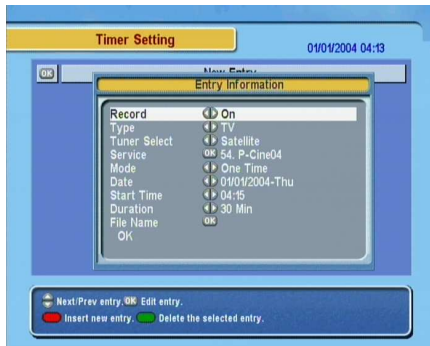 Timer Setting
01/01/2004 04:13
OK New Entry
Entry Information
Record On
Type TV
Tuner Select Satellite
Service OK 54. P-Cine04
Mode One Time
Date 01/01/2004-Thu
Start Time 04:15
Duration 30 Min
File Name OK
OK
Next/Prev entry, OK Edit entry.
Insert new entry. Delete the selected entry.